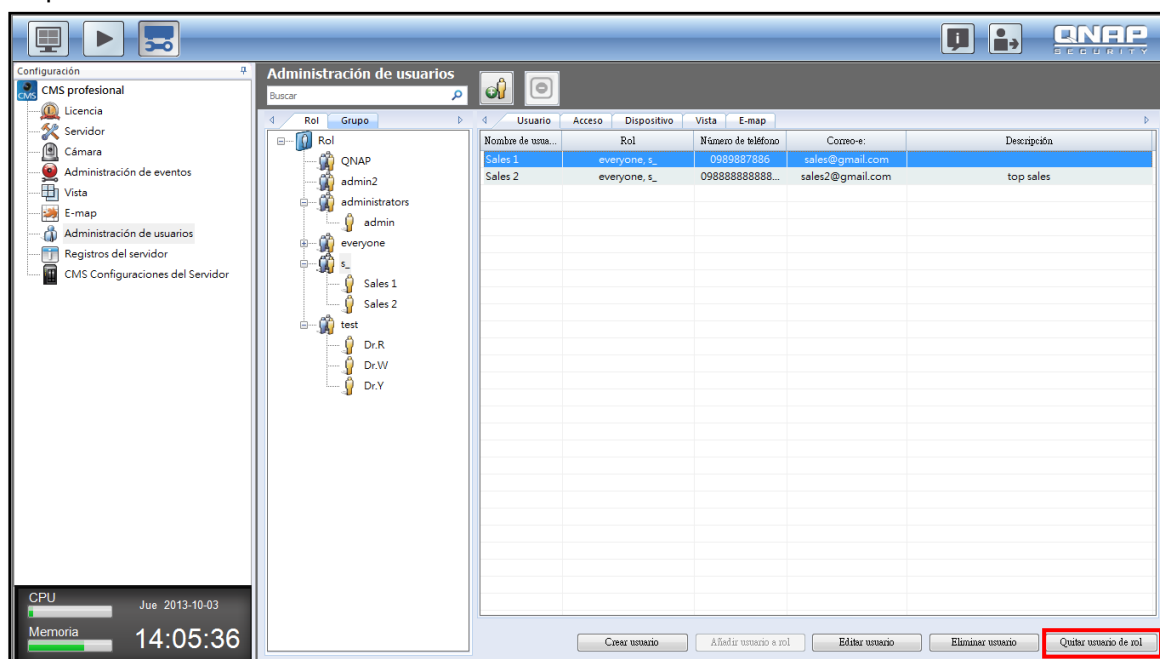 QNAP
SECURITY
Configuración
CMS
CMS profesional
Licencia
Servidor
Cámara
Administración de eventos
Vista
E-map
Administración de usuarios
Registros del servidor
CMS Configuraciones del Servidor
CPU
Jue 2013-10-03
Memoria
14:05:36
Administración de usuarios
Buscar
Rol Grupo
Rol
QNAP
admin2
administrators
admin
everyone
s_
Sales 1
Sales 2
test
Dr.R
Dr.W
Dr.Y
Usuario Acceso Dispositivo Vista E-map
Nombre de usua... Rol Número de teléfono Correo-e: Descripción
Sales 1 everyone, s_ 0989887886 sales@gmail.com
Sales 2 everyone, s_ 098888888888... sales2@gmail.com top sales
Crear usuario Añadir usuario a rol Editar usuario Eliminar usuario Quitar usuario de rol